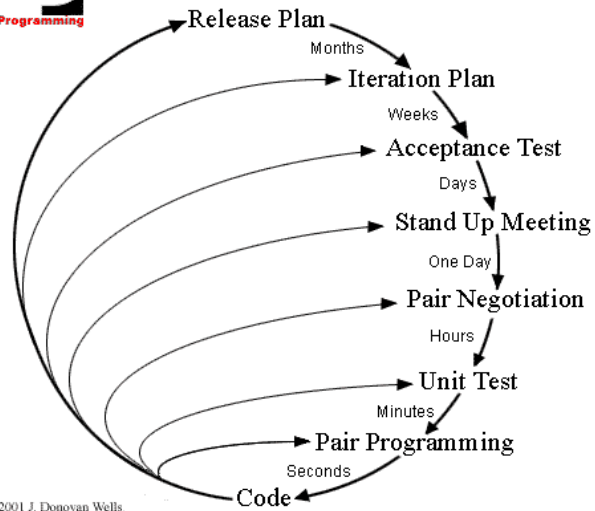 Programming
Release Plan
Months
Iteration Plan
Weeks
Acceptance Test
Days
Stand Up Meeting
One Day
Pair Negotiation
Hours
Unit Test
Minutes
Pair Programming
Seconds
Code
2001 J. Donovan Wells